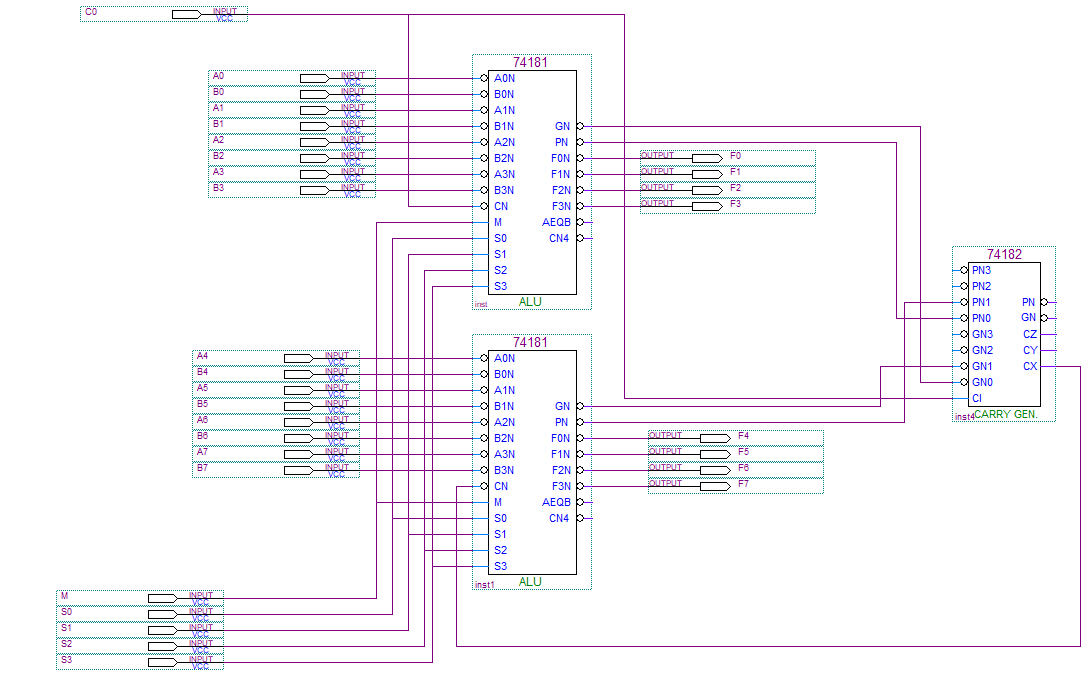 C0 INPUT VCC
74181
A0 INPUT VCC A0N
B0 INPUT VCC B0N
A1 INPUT VCC A1N
B1 INPUT VCC B1N GN
A2 INPUT VCC A2N PN
B2 INPUT VCC B2N F0N OUTPUT F0
A3 INPUT VCC A3N F1N OUTPUT F1
B3 INPUT VCC B3N F2N OUTPUT F2
CN F3N OUTPUT F3
M AEQB
S0 CN4
S1
S2
S3
inst ALU
74182
PN3
PN2
PN1 PN
PN0 GN
GN3 CZ
GN2 CY
GN1 CX
GN0
CI
inst4 CARRY GEN.
74181
A4 INPUT VCC A0N
B4 INPUT VCC B0N
A5 INPUT VCC A1N
B5 INPUT VCC B1N GN
A6 INPUT VCC A2N PN
B6 INPUT VCC B2N F0N OUTPUT F4
A7 INPUT VCC A3N F1N OUTPUT F5
B7 INPUT VCC B3N F2N OUTPUT F6
CN F3N OUTPUT F7
M AEQB
S0 CN4
S1
S2
S3
inst1 ALU
M INPUT VCC
S0 INPUT VCC
S1 INPUT VCC
S2 INPUT VCC
S3 INPUT VCC